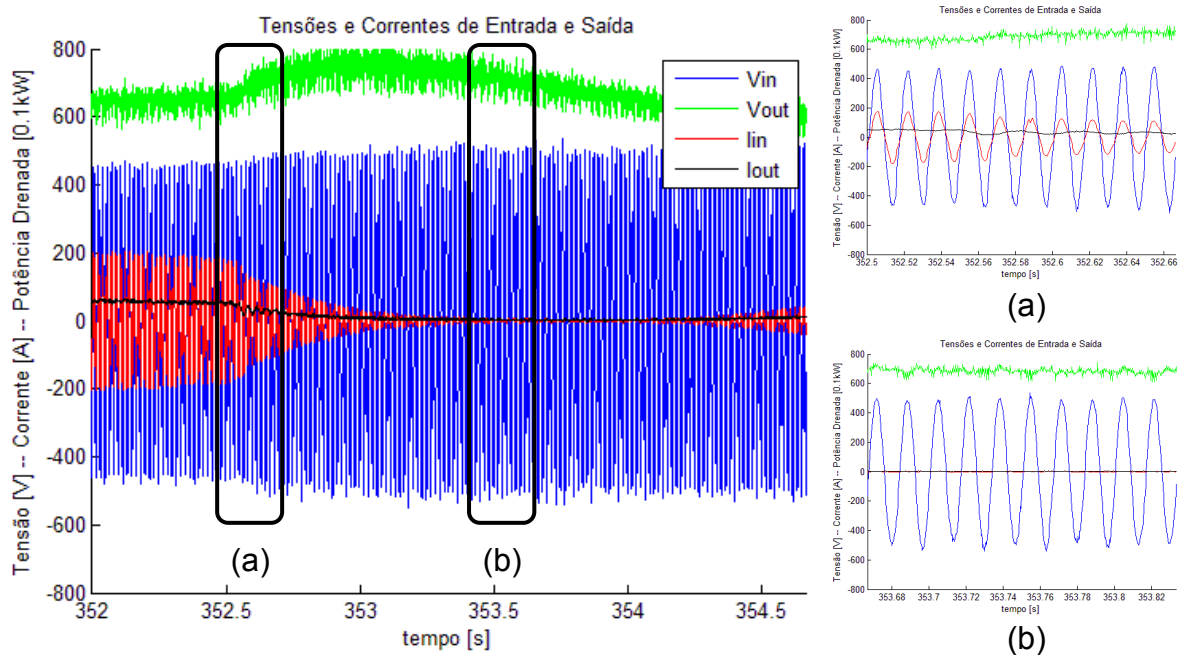 Tensões e Correntes de Entrada e Saída
Tensão [V] -- Corrente [A] -- Potência Drenada [0.1kW]
800
600
400
200
0
-200
-400
-600
-800
Vin
Vout
Iin
Iout
(a)
(b)
352
352.5
353
353.5
354
354.5
tempo [s]
Tensões e Correntes de Entrada e Saída
Tensão [V] -- Corrente [A] -- Potência Drenada [0.1kW]
800
600
400
200
0
-200
-400
-600
-800
352.5
352.52
352.54
352.56
352.58
352.6
352.62
352.64
352.66
tempo [s]
(a)
Tensões e Correntes de Entrada e Saída
Tensão [V] -- Corrente [A] -- Potência Drenada [0.1kW]
800
600
400
200
0
-200
-400
-600
-800
353.68
353.7
353.72
353.74
353.76
353.78
353.8
353.82
tempo [s]
(b)